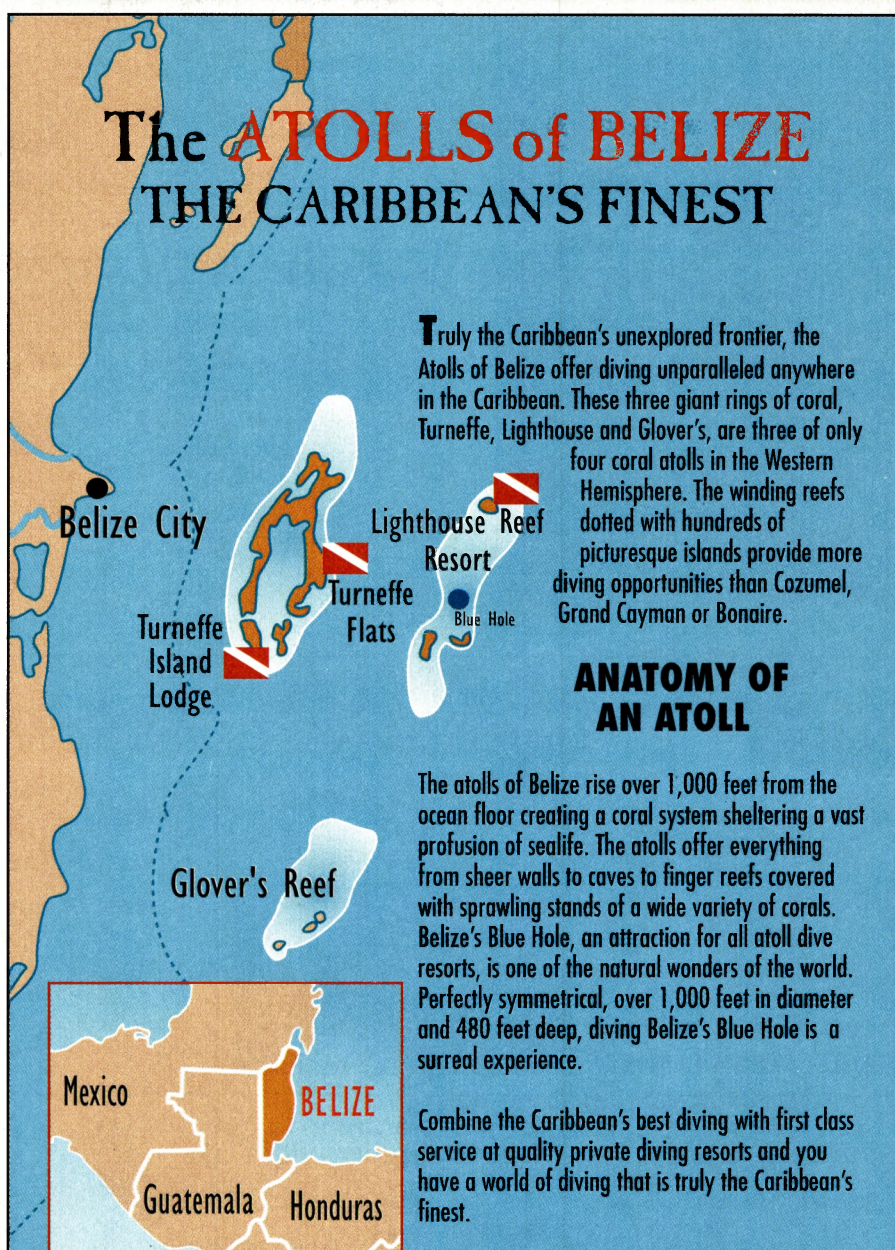 The ATOLLS of BELIZE
THE CARIBBEAN'S FINEST
Truly the Caribbean's unexplored frontier, the
Atolls of Belize offer diving unparalleled anywhere
in the Caribbean. These three giant rings of coral,
Turneffe, Lighthouse and Glover's, are three of only
four coral atolls in the Western
Hemisphere. The winding reefs
dotted with hundreds of
picturesque islands provide more
diving opportunities than Cozumel,
Grand Cayman or Bonaire.
Belize City
Lighthouse Reef
Resort
Blue Hole
Turneffe
Flats
Turneffe
Island
Lodge
ANATOMY OF
AN ATOLL
The atolls of Belize rise over 1,000 feet from the
ocean floor creating a coral system sheltering a vast
profusion of sealife. The atolls offer everything
from sheer walls to caves to finger reefs covered
with sprawling stands of a wide variety of corals.
Belize's Blue Hole, an attraction for all atoll dive
resorts, is one of the natural wonders of the world.
Perfectly symmetrical, over 1,000 feet in diameter
and 480 feet deep, diving Belize's Blue Hole is a
surreal experience.
Combine the Caribbean's best diving with first class
service at quality private diving resorts and you
have a world of diving that is truly the Caribbean's
finest.
Glover's Reef
Mexico
BELIZE
Guatemala
Honduras